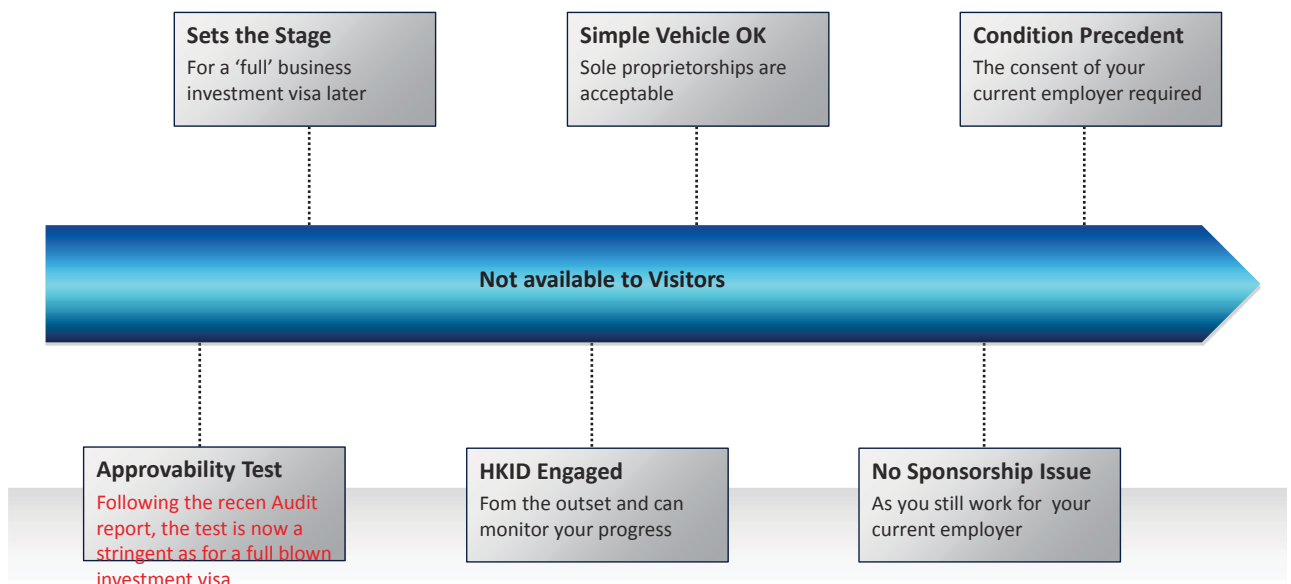 Sets the Stage
For a ‘full’ business
investment visa later
Simple Vehicle OK
Sole proprietorships are
acceptable
Condition Precedent
The consent of your
current employer required
Not available to Visitors
Approvability Test
Following the recen Audit
report, the test is now a
stringent as for a full blown
investment visa
HKID Engaged
Fom the outset and can
monitor your progress
No Sponsorship Issue
As you still work for your
current employer